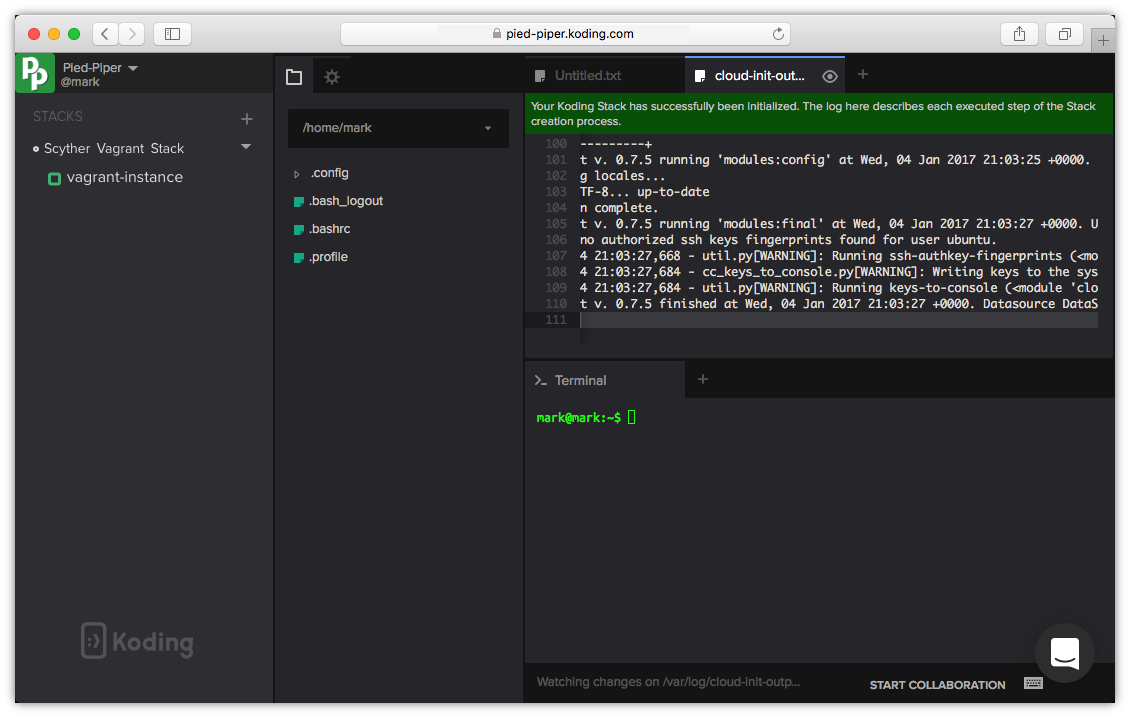 pied-piper.koding.com
Pied-Piper
@mark
STACKS
Scyther Vagrant Stack
vagrant-instance
Koding
/home/mark
.config
.bash_logout
.bashrc
.profile
Untitled.txt
cloud-init-out...
Your Koding Stack has successfully been initialized. The log here describes each executed step of the Stack
creation process.
100 ---------+
101 t v. 0.7.5 running 'modules:config' at Wed, 04 Jan 2017 21:03:25 +0000.
102 g locales...
103 TF-8... up-to-date
104 n complete.
105 t v. 0.7.5 running 'modules:final' at Wed, 04 Jan 2017 21:03:27 +0000. U
106 no authorized ssh keys fingerprints found for user ubuntu.
107 4 21:03:27,668 - util.py[WARNING]: Running ssh-authkey-fingerprints (<mo
108 4 21:03:27,684 - cc_keys_to_console.py[WARNING]: Writing keys to the sys
109 4 21:03:27,684 - util.py[WARNING]: Running keys-to-console (<module 'clo
110 t v. 0.7.5 finished at Wed, 04 Jan 2017 21:03:27 +0000. Datasource DataS
111
Terminal
mark@mark:~$
Watching changes on /var/log/cloud-init-outp...
START COLLABORATION